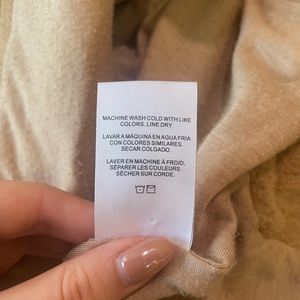 MACHINE WASH COLD WITH LIKE
COLORS. LINE DRY.
LAVAR A MÁQUINA EN AGUA FRÍA
CON COLORES SIMILARES.
SECAR COLGADO.
LAVER EN MACHINE À FROID,
SÉPARER LES COULEURS.
SÉCHER SUR CORDE.